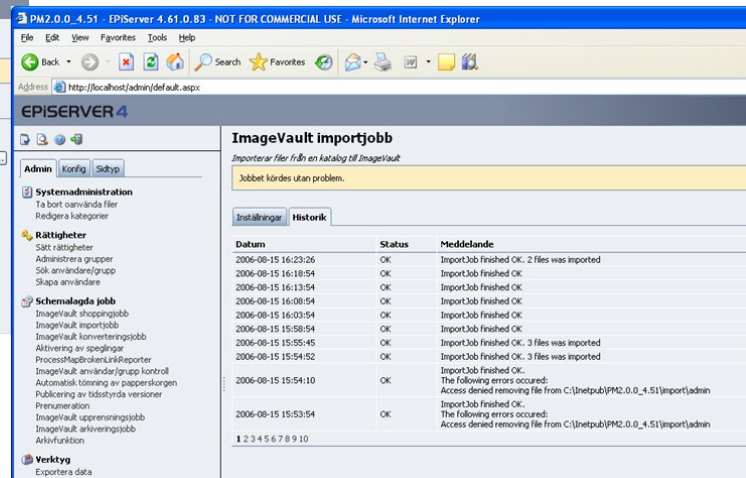 PM2.0.0_4.51 - EPiServer 4.61.0.83 - NOT FOR COMMERCIAL USE - Microsoft Internet Explorer
File Edit View Favorites Tools Help
Back Search Favorites
Address http://localhost/admin/default.aspx
EPiSERVER 4
Admin Konfig Sidtyp
Systemadministration
Ta bort oanvända filer
Redigera kategorier
Rättigheter
Sätt rättigheter
Administrera grupper
Sök användare/grupp
Skapa användare
Schemalagda jobb
ImageVault shoppingjobb
ImageVault importjobb
ImageVault konverteringsjobb
Aktivering av speglingar
ProcessMapBrokenLinkReporter
ImageVault användar/grupp kontroll
Automatisk tömning av papperskorgen
Publicering av tidsstyrda versioner
Prenumeration
ImageVault upprensningsjobb
ImageVault arkiveringsjobb
Arkivfunktion
Verktyg
Exportera data
ImageVault importjobb
Importerar filer från en katalog till ImageVault
Jobbet kördes utan problem.
Inställningar Historik
Datum Status Meddelande
2006-08-15 16:23:26 OK ImportJob finished OK. 2 files was imported
2006-08-15 16:18:54 OK ImportJob finished OK
2006-08-15 16:13:54 OK ImportJob finished OK
2006-08-15 16:08:54 OK ImportJob finished OK
2006-08-15 16:03:54 OK ImportJob finished OK
2006-08-15 15:58:54 OK ImportJob finished OK
2006-08-15 15:55:45 OK ImportJob finished OK. 3 files was imported
2006-08-15 15:54:52 OK ImportJob finished OK. 3 files was imported
2006-08-15 15:54:10 OK ImportJob finished OK.
The following errors occured:
Access denied removing file from C:\Inetpub\PM2.0.0_4.51\import\admin
2006-08-15 15:53:54 OK ImportJob finished OK.
The following errors occured:
Access denied removing file from C:\Inetpub\PM2.0.0_4.51\import\admin
1 2 3 4 5 6 7 8 9 10